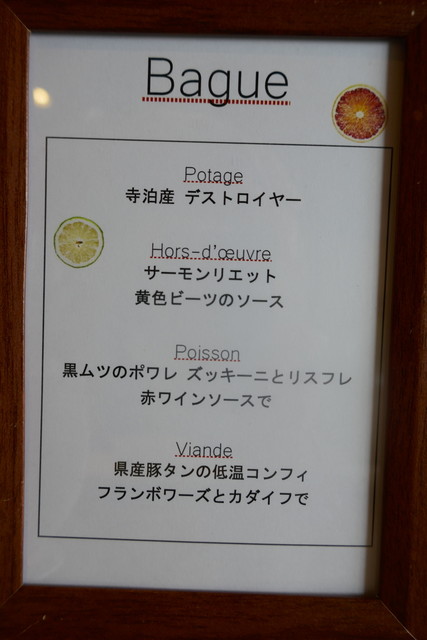 Bague
Potage
寺泊産 デストロイヤー
Hors-d'œuvre
サーモンリエット
黄色ビーツのソース
Poisson
黒ムツのポワレ ズッキーニとリスフレ
赤ワインソースで
Viande
県産豚タンの低温コンフィ
フランボワーズとカダイフで